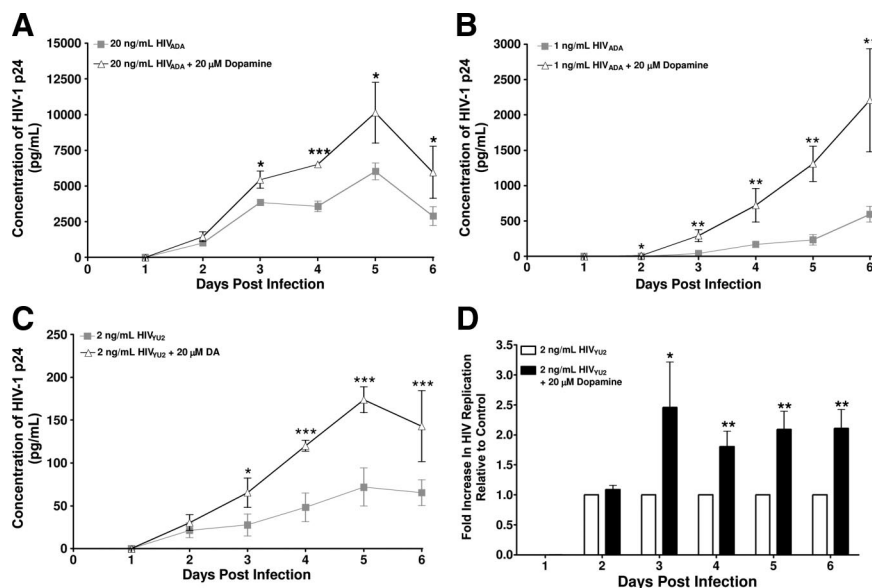 A
20 ng/mL HIVADA
20 ng/mL HIVADA + 20 µM Dopamine
Concentration of HIV-1 p24
(pg/mL)
15000
12500
10000
7500
5000
2500
0
*
***
*
*
0 1 2 3 4 5 6
Days Post Infection
B
1 ng/mL HIVADA
1 ng/mL HIVADA + 20 µM Dopamine
Concentration of HIV-1 p24
(pg/mL)
3000
2500
2000
1500
1000
500
0
*
**
**
**
**
0 1 2 3 4 5 6
Days Post Infection
C
2 ng/mL HIVYU2
2 ng/mL HIVYU2 + 20 µM DA
Concentration of HIV-1 p24
(pg/mL)
250
200
150
100
50
0
*
***
***
***
0 1 2 3 4 5 6
Days Post Infection
D
2 ng/mL HIVYU2
2 ng/mL HIVYU2
+ 20 µM Dopamine
Fold Increase In HIV Replication
Relative to Control
3.5
3.0
2.5
2.0
1.5
1.0
0.5
0.0
*
**
**
**
1 2 3 4 5 6
Days Post Infection